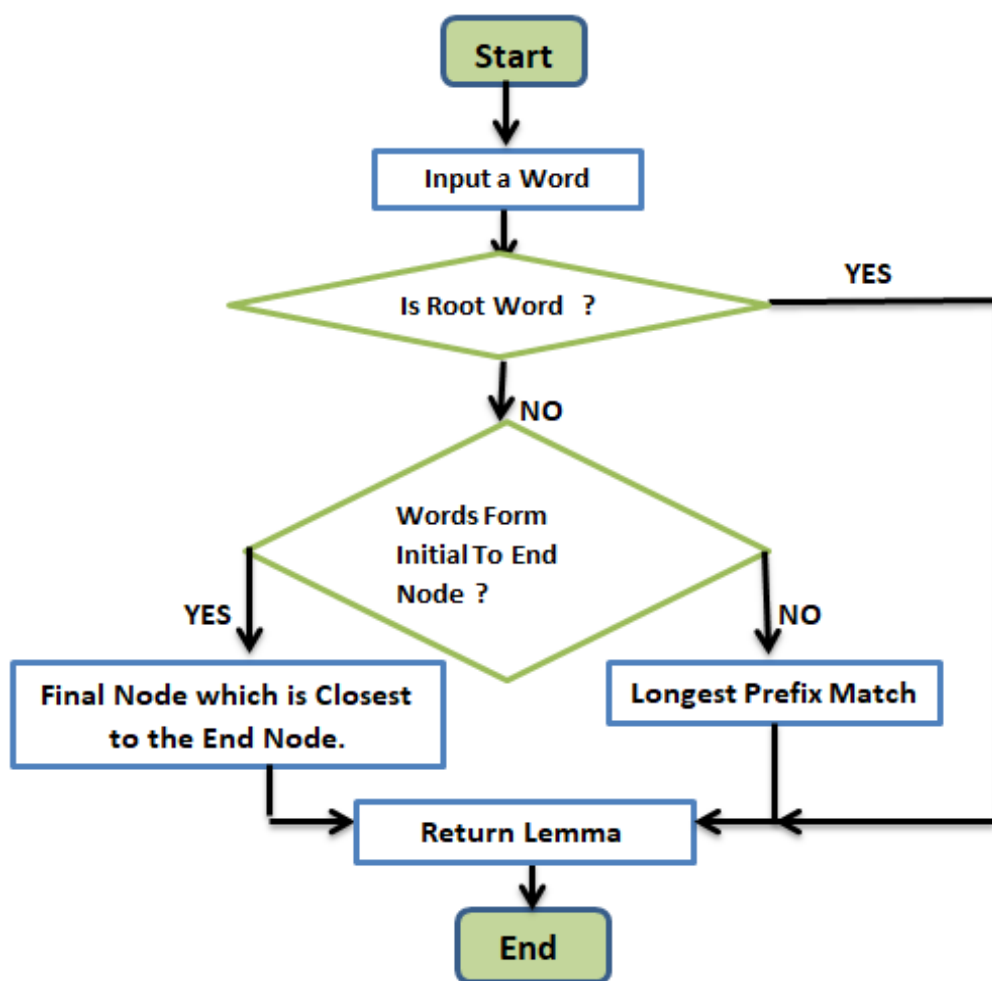 Start
Input a Word
YES
Is Root Word ?
NO
Words Form
Initial To End
Node ?
YES
NO
Final Node which is Closest
to the End Node.
Longest Prefix Match
Return Lemma
End